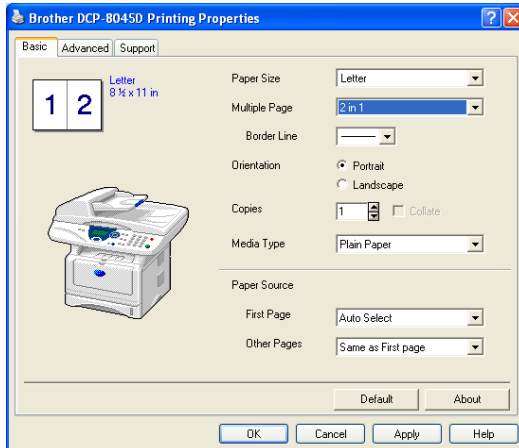 Brother DCP-8045D Printing Properties
Basic Advanced Support
1 2
Letter
8 ½ x 11 in
Paper Size Letter
Multiple Page 2 in 1
Border Line
Orientation Portrait
Landscape
Copies 1 Collate
Media Type Plain Paper
Paper Source
First Page Auto Select
Other Pages Same as First page
Default About
OK Cancel Apply Help